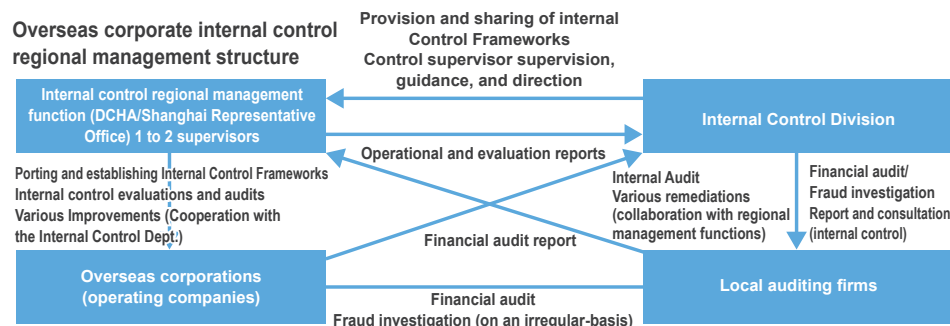 Overseas corporate internal control
regional management structure
Provision and sharing of internal
Control Frameworks
Control supervisor supervision,
guidance, and direction
Internal control regional management
function (DCHA/Shanghai Representative
Office) 1 to 2 supervisors
Internal Control Division
Operational and evaluation reports
Porting and establishing Internal Control Frameworks
Internal control evaluations and audits
Various Improvements (Cooperation with
the Internal Control Dept.)
Internal Audit
Various remediations
(collaboration with regional
management functions)
Financial audit/
Fraud investigation
Report and consultation
(internal control)
Financial audit report
Overseas corporations
(operating companies)
Local auditing firms
Financial audit
Fraud investigation (on an irregular-basis)